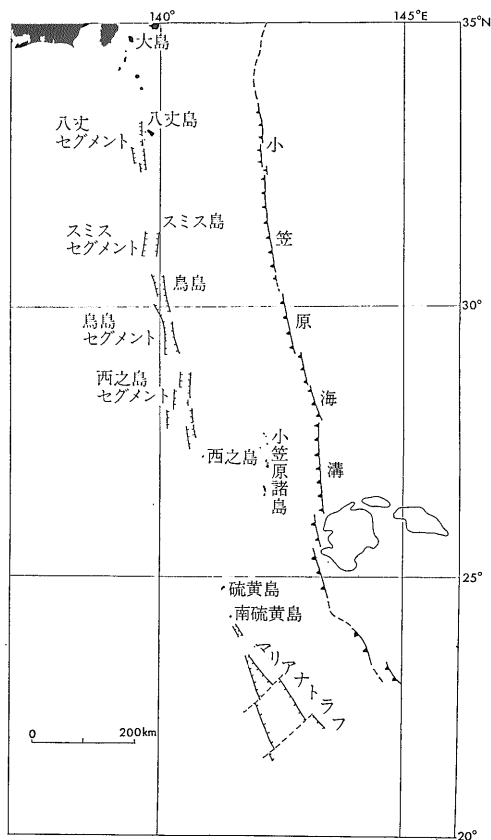 140°
145°E
35°N
大島
八丈島
八丈
セグメント
小
スミス島
スミス
セグメント
笠
鳥島
30°
原
鳥島
セグメント
西之島
セグメント
海
西之島
小笠原諸島
溝
25°
硫黄島
南硫黄島
マリアナトラフ
0
200km
20°